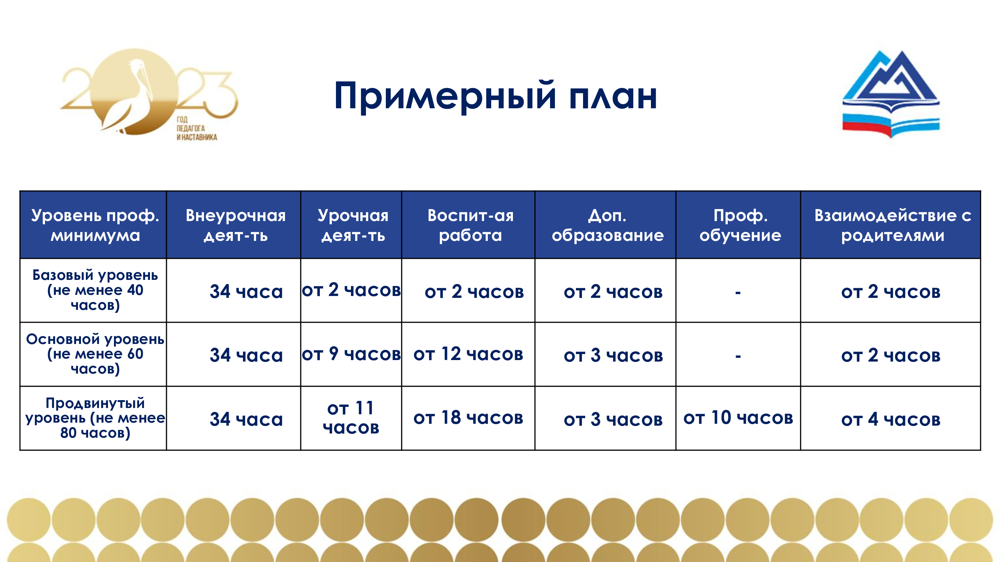 2023
ГОД
ПЕДАГОГА
И НАСТАВНИКА
Примерный план
Уровень проф.
минимума
Внеурочная
деят-ть
Урочная
деят-ть
Воспит-ая
работа
Доп.
образование
Проф.
обучение
Взаимодействие с
родителями
Базовый уровень
(не менее 40
часов)
34 часа
от 2 часов
от 2 часов
от 2 часов
-
от 2 часов
Основной уровень
(не менее 60
часов)
34 часа
от 9 часов
от 12 часов
от 3 часов
-
от 2 часов
Продвинутый
уровень (не менее
80 часов)
34 часа
от 11
часов
от 18 часов
от 3 часов
от 10 часов
от 4 часов